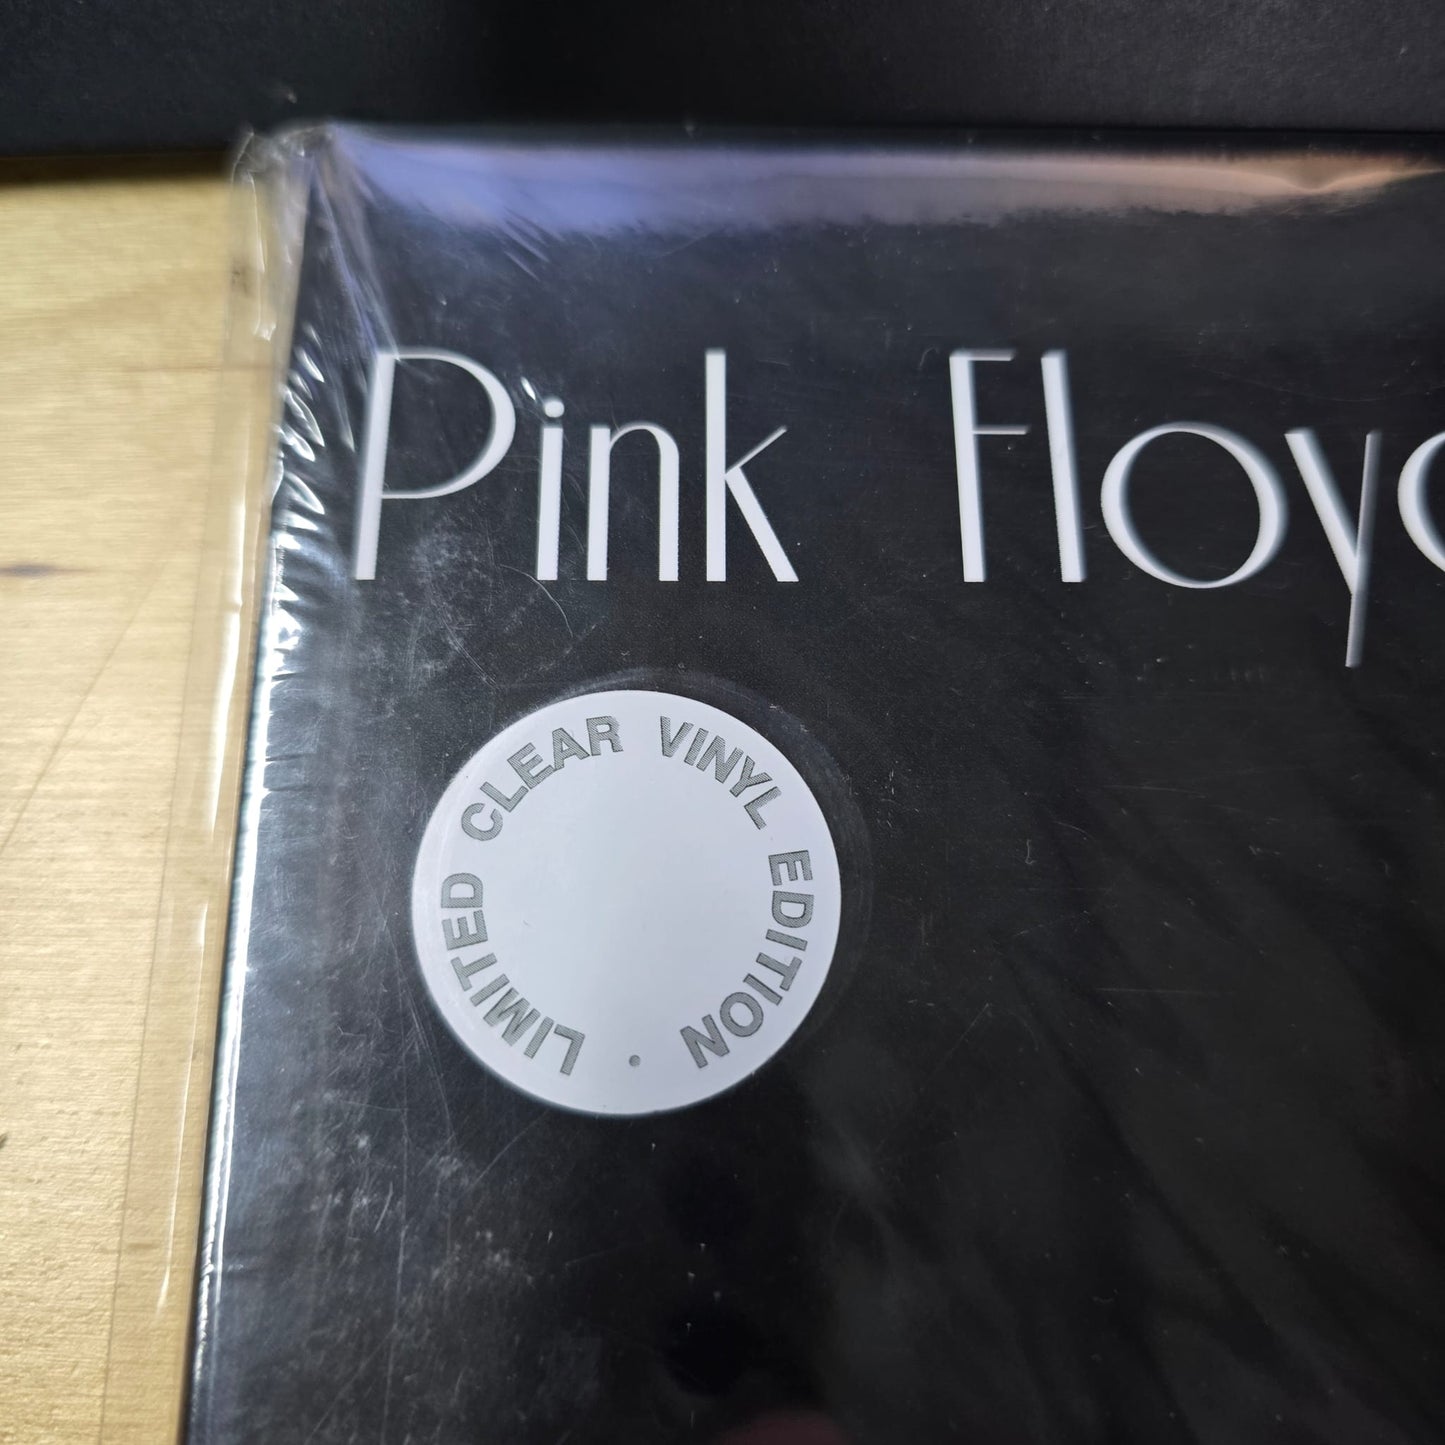 Pink Floyd
LIMITED CLEAR VINYL EDITION •